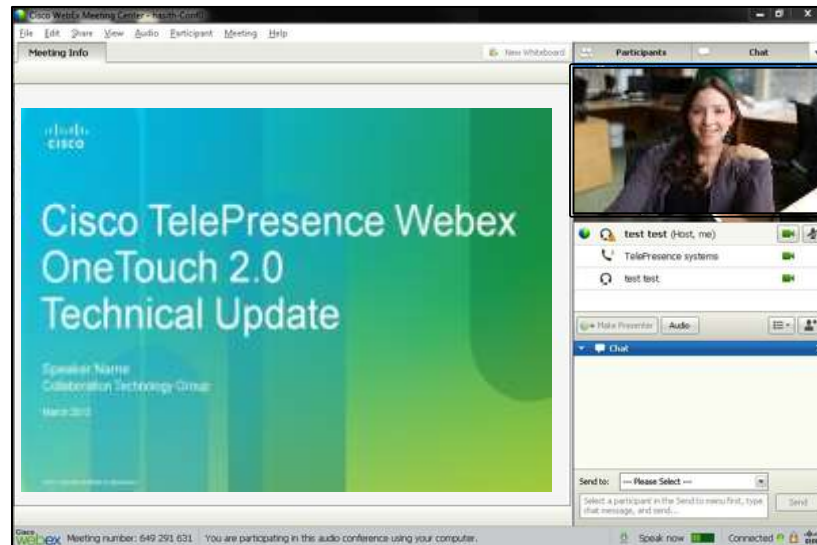 Cisco WebEx Meeting Center - hasith-Conf
File Edit Share View Audio Participant Meeting Help
Meeting Info
New Whiteboard
Participants
Chat
CISCO
Cisco TelePresence Webex
OneTouch 2.0
Technical Update
Speaker Name
Collaboration Technology Group
March 2012
test test (Host, me)
TelePresence systems
test test
Make Presenter
Audio
Chat
Send to: --- Please Select ---
Select a participant in the Send to menu first, type
chat message, and send...
Send
Cisco
webex Meeting number: 649 291 631 You are participating in this audio conference using your computer. Speak now Connected